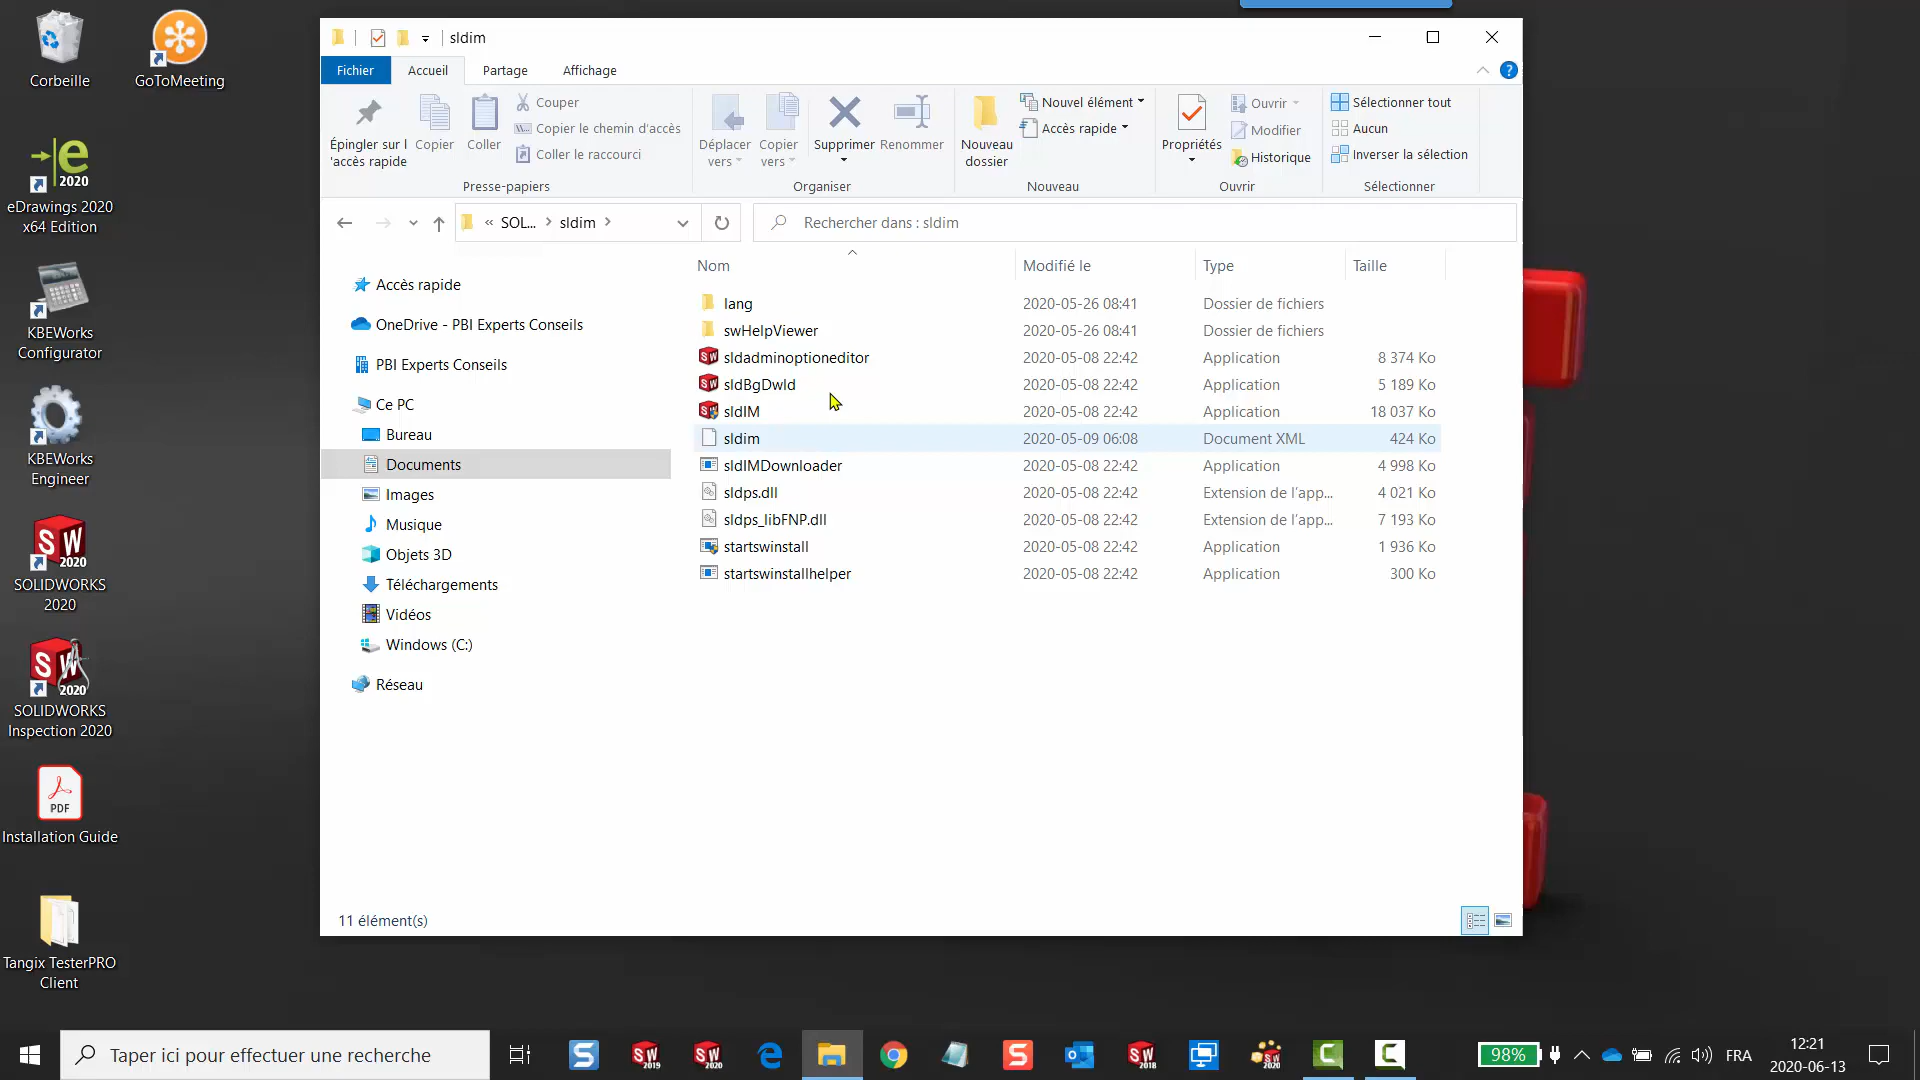 Corbeille
GoToMeeting
eDrawings 2020
x64 Edition
KBEWorks
Configurator
KBEWorks
Engineer
SOLIDWORKS
2020
SOLIDWORKS
Inspection 2020
PDF
Installation Guide
Tangix TesterPRO
Client
sldim
Fichier
Accueil
Partage
Affichage
Épingler sur l
'accès rapide
Copier
Coller
Couper
Copier le chemin d'accès
Coller le raccourci
Presse-papiers
Déplacer
vers
Copier
vers
Supprimer
Renommer
Organiser
Nouveau
dossier
Nouvel élément
Accès rapide
Nouveau
Propriétés
Ouvrir
Modifier
Historique
Ouvrir
Sélectionner tout
Aucun
Inverser la sélection
Sélectionner
« SOL... > sldim >
Rechercher dans : sldim
Accès rapide
OneDrive - PBI Experts Conseils
PBI Experts Conseils
Ce PC
Bureau
Documents
Images
Musique
Objets 3D
Téléchargements
Vidéos
Windows (C:)
Réseau
Nom Modifié le Type Taille
lang 2020-05-26 08:41 Dossier de fichiers
swHelpViewer 2020-05-26 08:41 Dossier de fichiers
sldadminoptioneditor 2020-05-08 22:42 Application 8 374 Ko
sldBgDwld 2020-05-08 22:42 Application 5 189 Ko
sldIM 2020-05-08 22:42 Application 18 037 Ko
sldim 2020-05-09 06:08 Document XML 424 Ko
sldIMDownloader 2020-05-08 22:42 Application 4 998 Ko
sldps.dll 2020-05-08 22:42 Extension de l'app... 4 021 Ko
sldps_libFNP.dll 2020-05-08 22:42 Extension de l'app... 7 193 Ko
startswinstall 2020-05-08 22:42 Application 1 936 Ko
startswinstallhelper 2020-05-08 22:42 Application 300 Ko
11 élément(s)
Taper ici pour effectuer une recherche
98%
FRA
12:21
2020-06-13